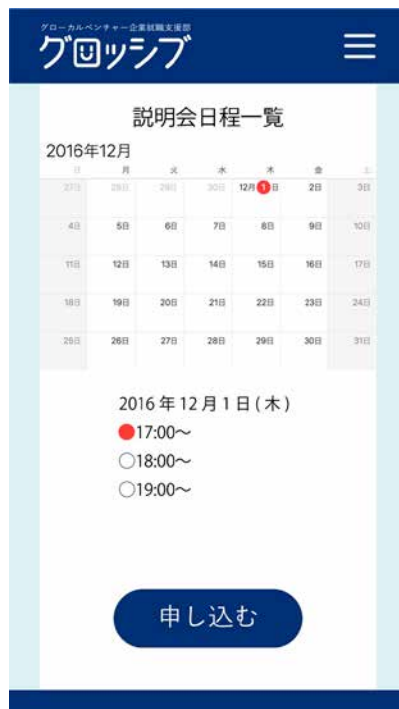 グローカルベンチャー企業就職支援部
グロッシブ
説明会日程一覧
2016年12月
日 月 火 水 木 金 土
27日 28日 29日 30日 12月1日 2日 3日
4日 5日 6日 7日 8日 9日 10日
11日 12日 13日 14日 15日 16日 17日
18日 19日 20日 21日 22日 23日 24日
25日 26日 27日 28日 29日 30日 31日
2016年12月1日(木)
17:00〜
18:00〜
19:00〜
申し込む